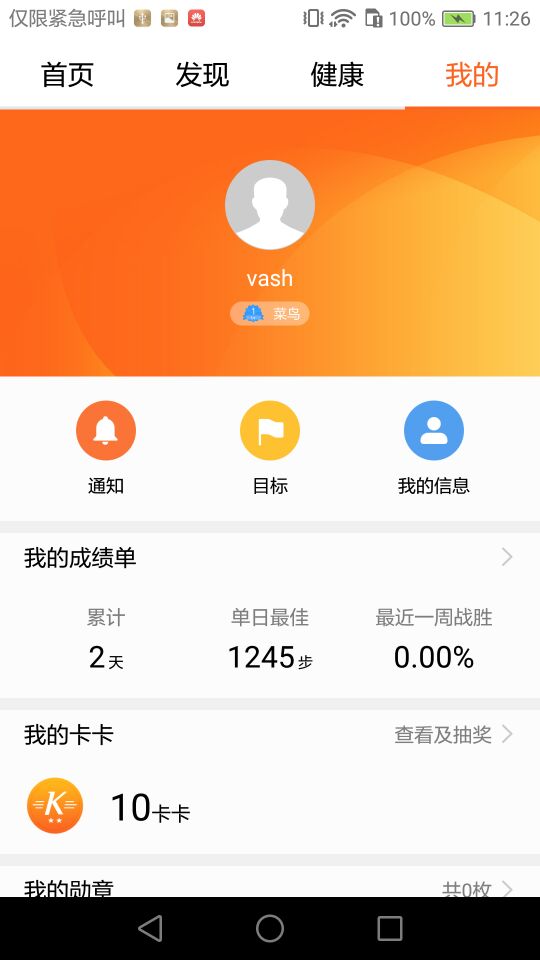 仅限紧急呼叫 100% 11:26
首页 发现 健康 我的
vash
1 菜鸟
通知 目标 我的信息
我的成绩单
累计 单日最佳 最近一周战胜
2天 1245步 0.00%
我的卡卡 查看及抽奖
K 10卡卡
我的勋章 共0枚